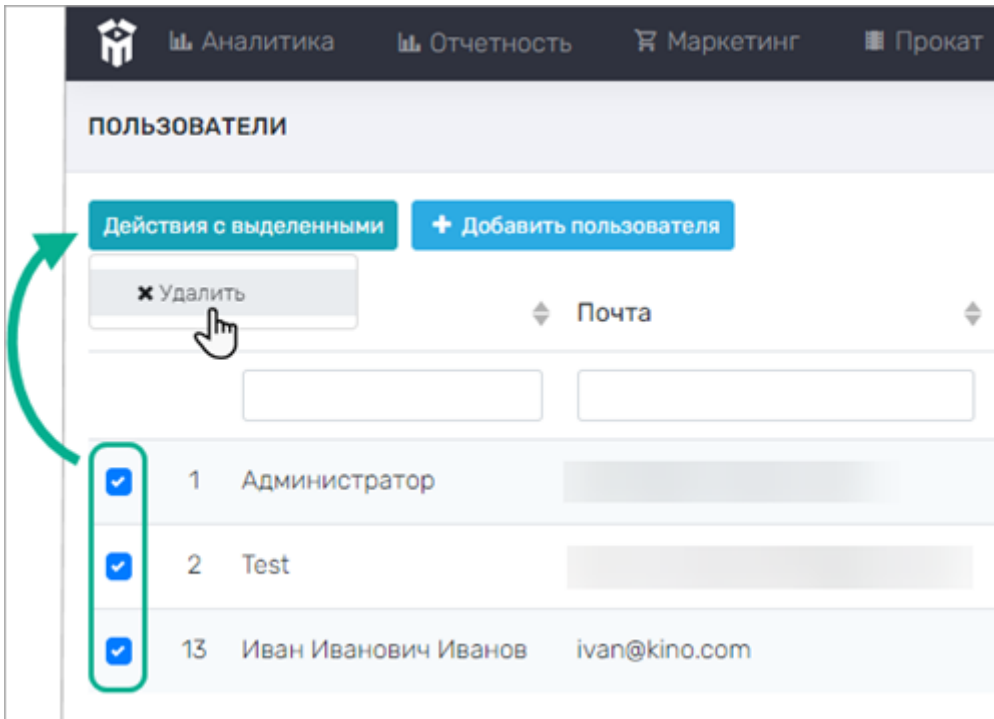 Аналитика Отчетность Маркетинг Прокат
ПОЛЬЗОВАТЕЛИ
Действия с выделенными + Добавить пользователя
Удалить
Почта
1 Администратор
2 Test
13 Иван Иванович Иванов ivan@kino.com